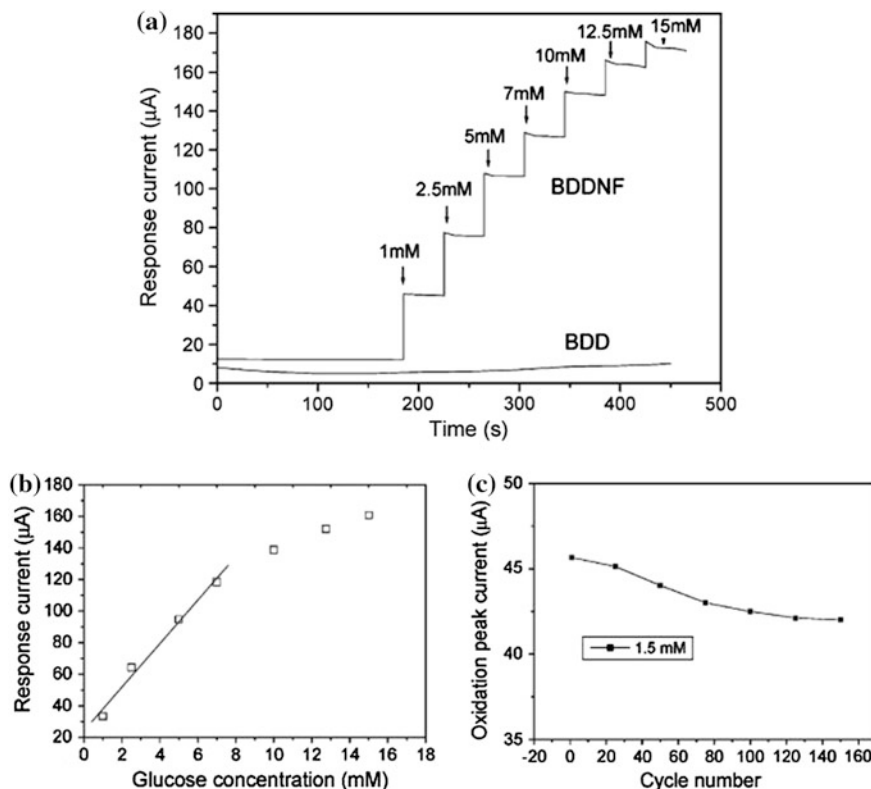 (a)
Response current (μA)
180
160
140
120
100
80
60
40
20
0
1mM
2.5mM
5mM
7mM
10mM
12.5mM
15mM
BDDNF
BDD
0 100 200 300 400 500
Time (s)
(b)
Response current (μA)
180
160
140
120
100
80
60
40
20
0 2 4 6 8 10 12 14 16 18
Glucose concentration (mM)
(c)
Oxidation peak current (μA)
50
45
40
35
1.5 mM
-20 0 20 40 60 80 100 120 140 160
Cycle number